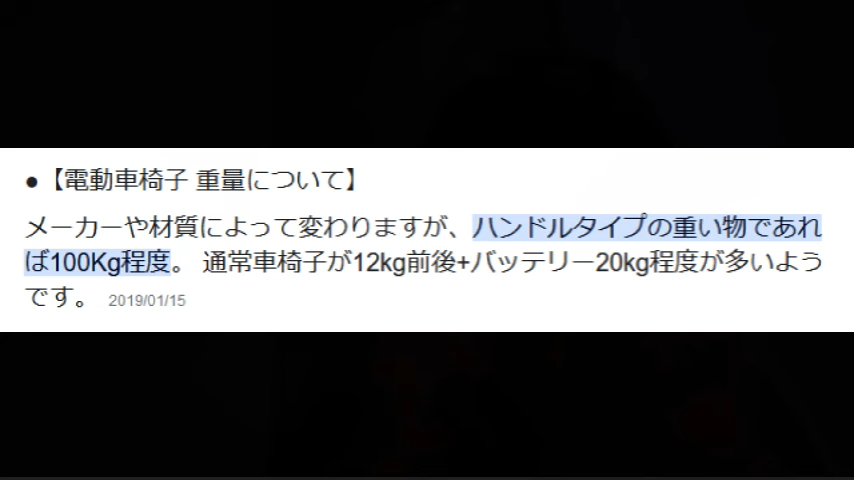 ●【電動車椅子 重量について】
メーカーや材質によって変わりますが、ハンドルタイプの重い物であれ
ば100Kg程度。 通常車椅子が12kg前後+バッテリー20kg程度が多いよう
です。 2019/01/15